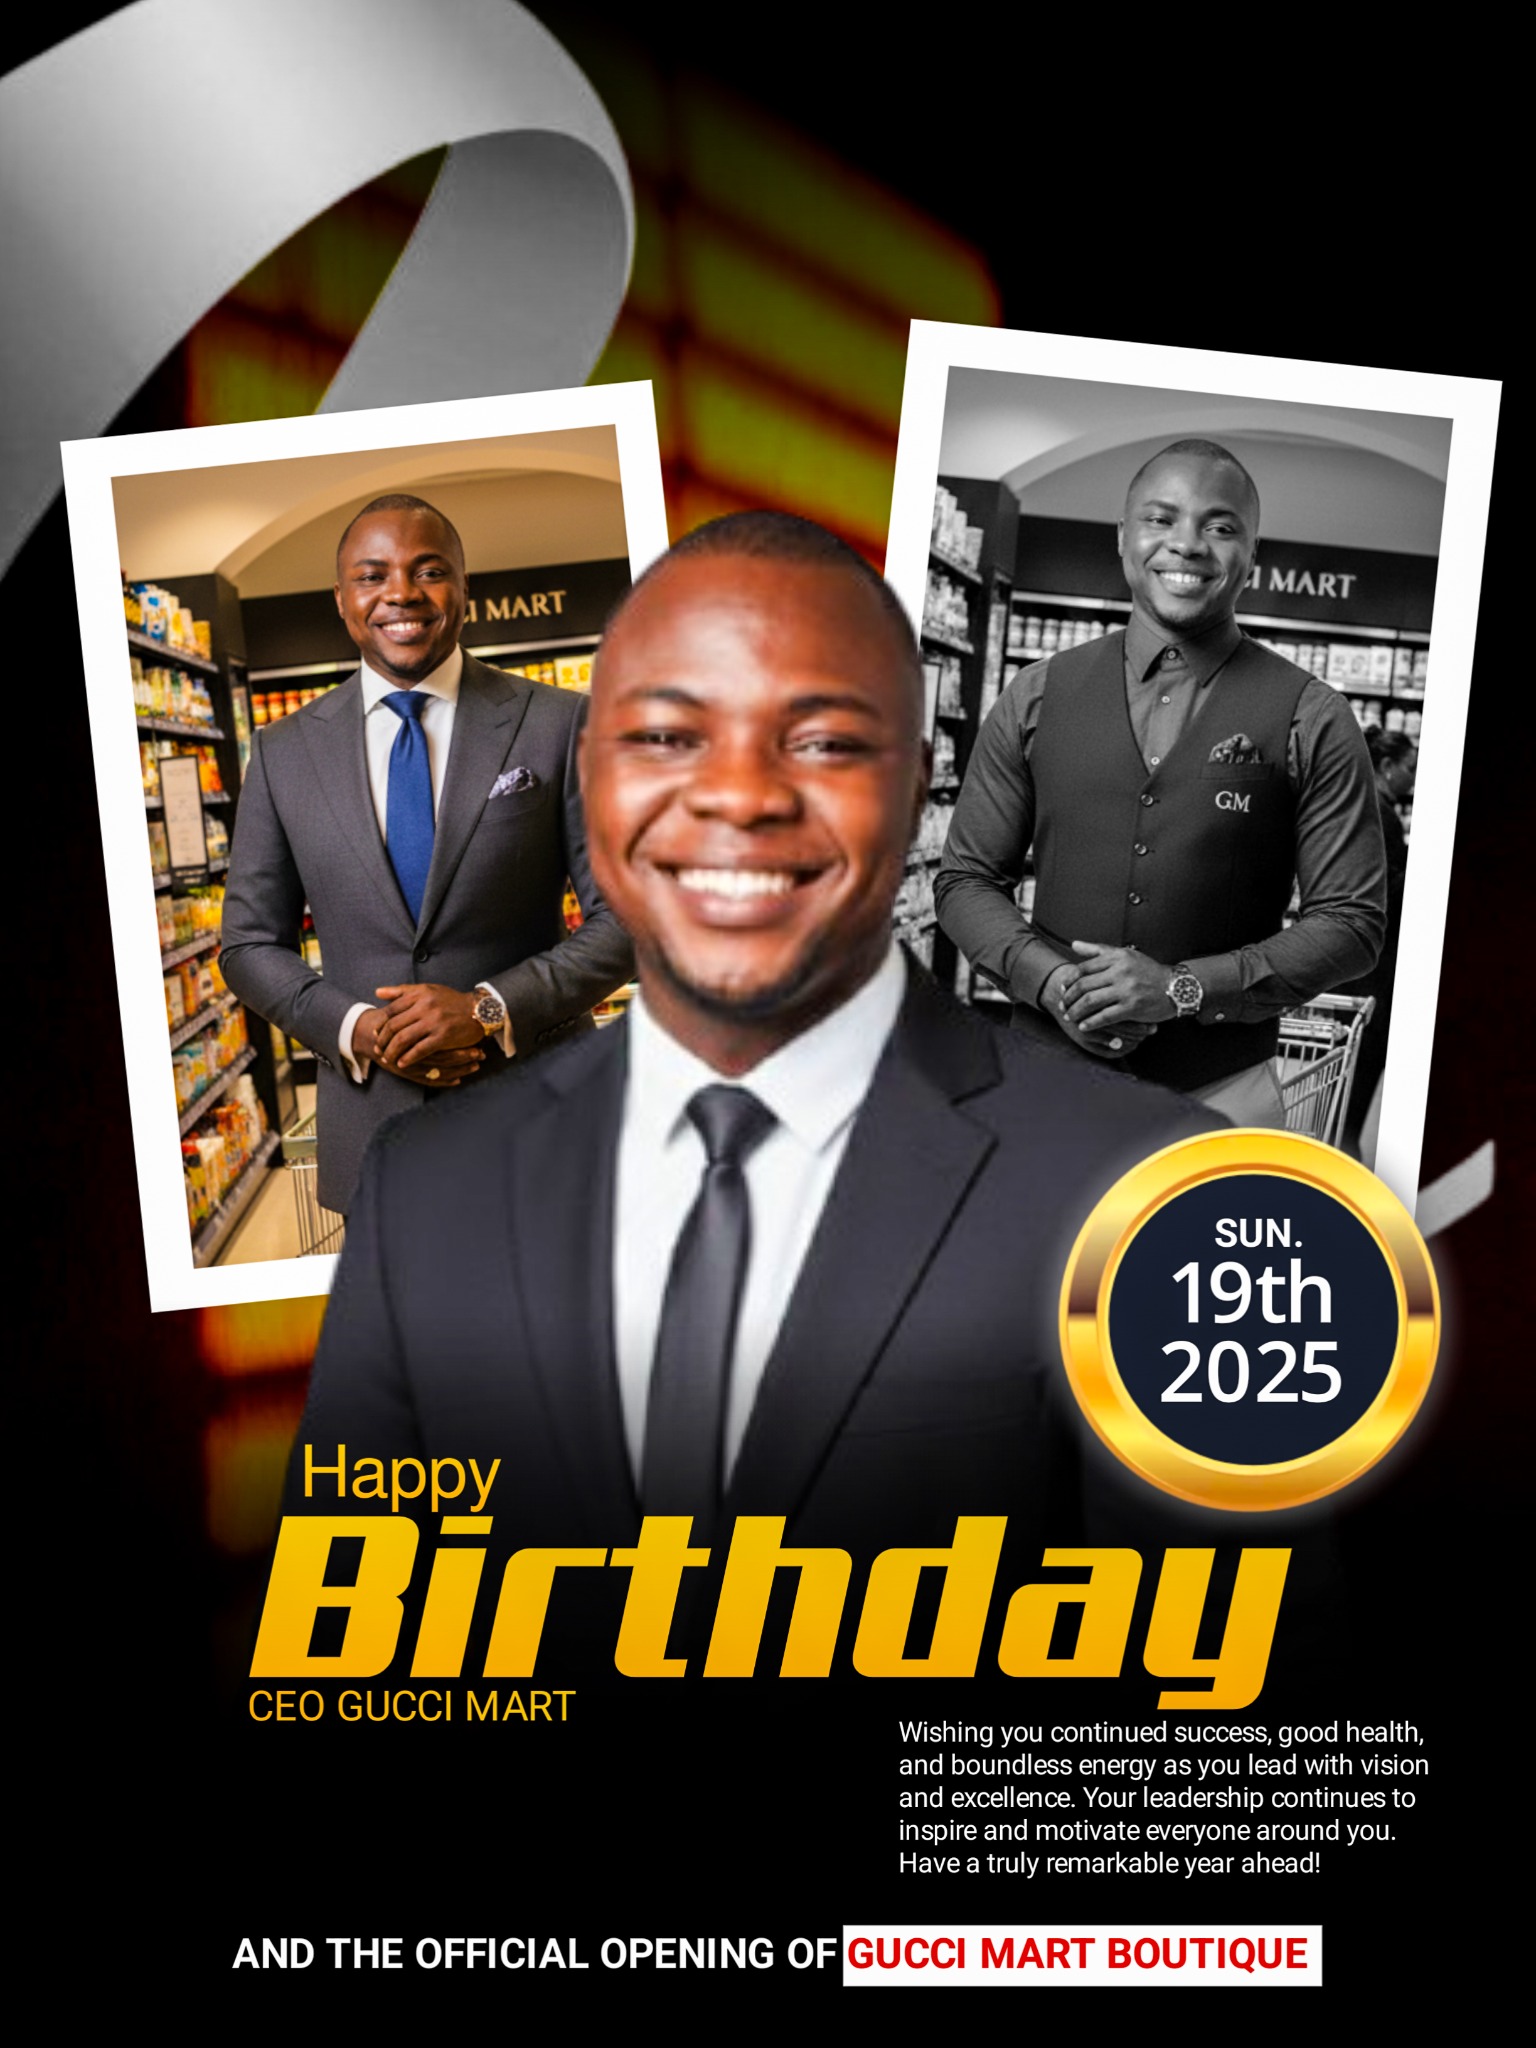 CI MART
CI MART
GM
SUN.
19th
2025
Happy
Birthday
CEO GUCCI MART
Wishing you continued success, good health,
and boundless energy as you lead with vision
and excellence. Your leadership continues to
inspire and motivate everyone around you.
Have a truly remarkable year ahead!
AND THE OFFICIAL OPENING OF GUCCI MART BOUTIQUE